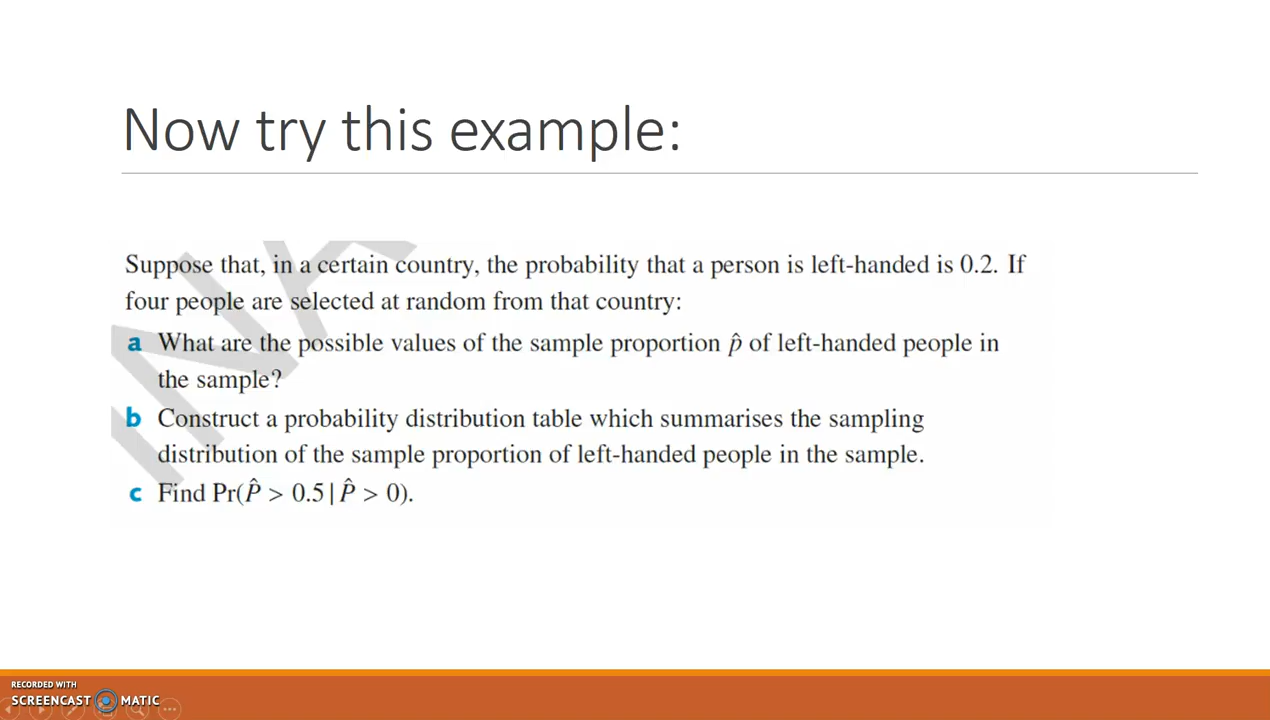 Now try this example:
Suppose that, in a certain country, the probability that a person is left-handed is 0.2. If
four people are selected at random from that country:
a What are the possible values of the sample proportion p̂ of left-handed people in
the sample?
b Construct a probability distribution table which summarises the sampling
distribution of the sample proportion of left-handed people in the sample.
c Find Pr(P̂ > 0.5 | P̂ > 0).
RECORDED WITH
SCREENCAST MATIC